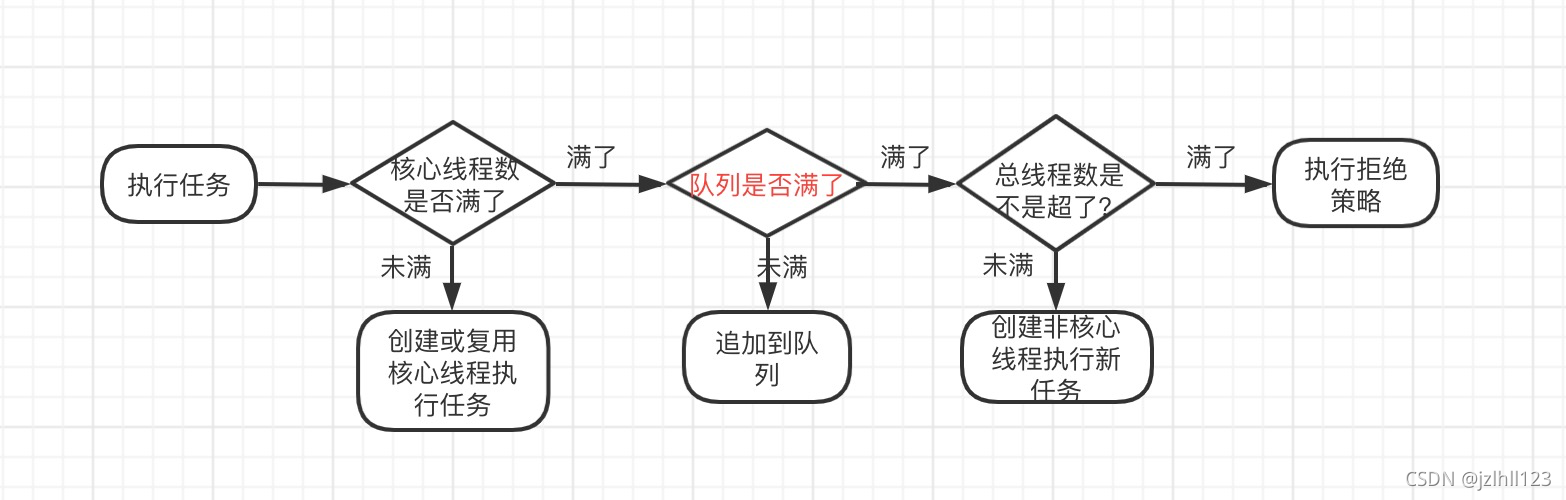 执行任务
核心线程数
是否满了
满了
队列是否满了
满了
总线程数是
不是超了?
满了
执行拒绝
策略
未满
未满
未满
创建或复用
核心线程执
行任务
追加到队
列
创建非核心
线程执行新
任务
CSDN @jzlhll123